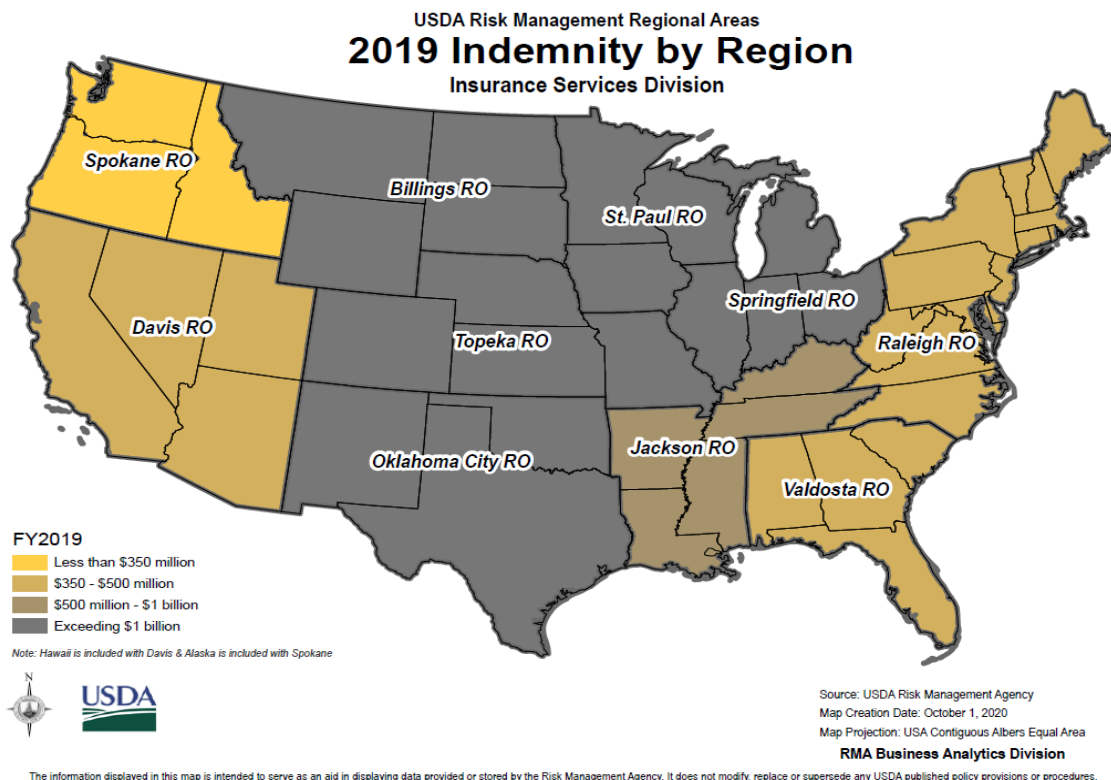 USDA Risk Management Regional Areas
2019 Indemnity by Region
Insurance Services Division
Spokane RO
Billings RO
St. Paul RO
Springfield RO
Davis RO
Topeka RO
Raleigh RO
Oklahoma City RO
Jackson RO
Valdosta RO
FY2019
Less than $350 million
$350 - $500 million
$500 million - $1 billion
Exceeding $1 billion
Note: Hawaii is included with Davis & Alaska is included with Spokane
N
USDA
Source: USDA Risk Management Agency
Map Creation Date: October 1, 2020
Map Projection: USA Contiguous Albers Equal Area
RMA Business Analytics Division
The information displayed in this map is intended to serve as an aid in displaying data provided or stored by the Risk Management Agency. It does not modify, replace or supersede any USDA published policy provisions or procedures.